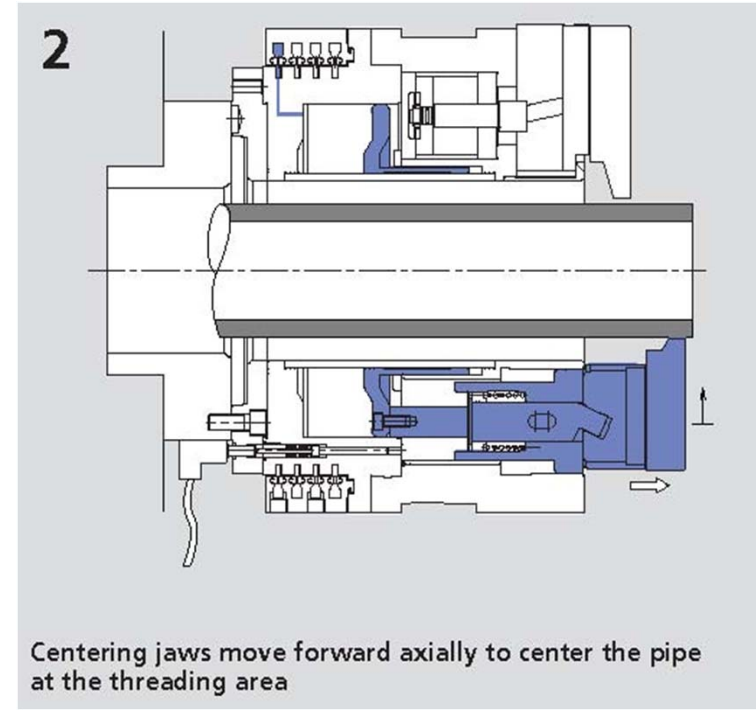 2
Centering jaws move forward axially to center the pipe
at the threading area